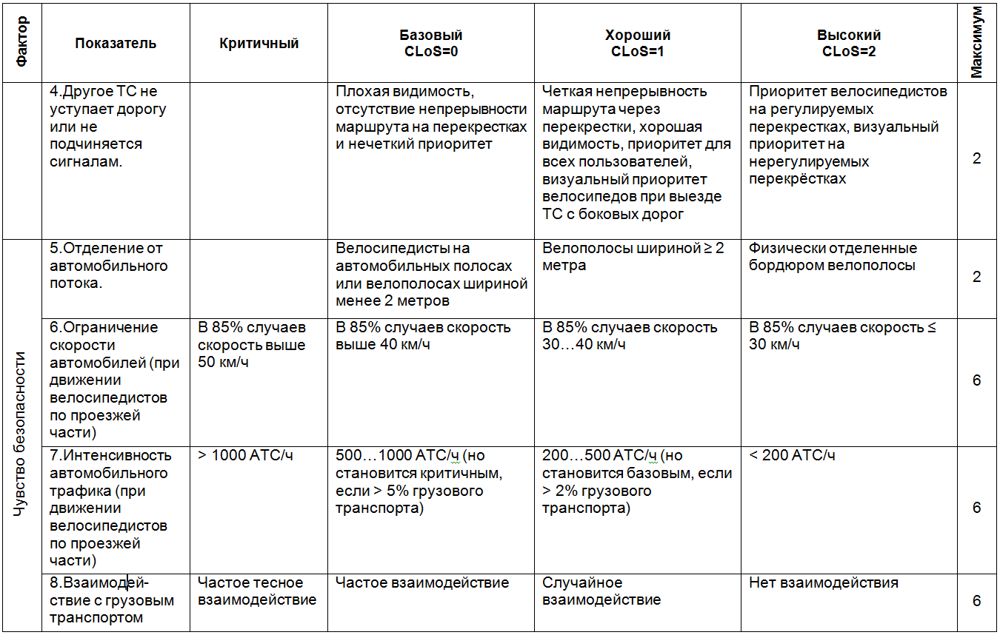 Фактор
Показатель
Критичный
Базовый
CLoS=0
Хороший
CLoS=1
Высокий
CLoS=2
Максимум
4.Другое ТС не
уступает дорогу
или не
подчиняется
сигналам.
Плохая видимость,
отсутствие непрерывности
маршрута на перекрестках
и нечеткий приоритет
Четкая непрерывность
маршрута через
перекрестки, хорошая
видимость, приоритет для
всех пользователей,
визуальный приоритет
велосипедов при выезде
ТС с боковых дорог
Приоритет велосипедистов
на регулируемых
перекрестках, визуальный
приоритет на
нерегулируемых
перекрёстках
2
Чувство безопасности
5.Отделение от
автомобильного
потока.
Велосипедисты на
автомобильных полосах
или велополосах шириной
менее 2 метров
Велополосы шириной ≥ 2
метра
Физически отделенные
бордюром велополосы
2
6.Ограничение
скорости
автомобилей (при
движении
велосипедистов
по проезжей
части)
В 85% случаев
скорость выше
50 км/ч
В 85% случаев скорость
выше 40 км/ч
В 85% случаев скорость
30…40 км/ч
В 85% случаев скорость ≤
30 км/ч
6
7.Интенсивность
автомобильного
трафика (при
движении
велосипедистов
по проезжей
части)
> 1000 АТС/ч
500…1000 АТС/ч (но
становится критичным,
если > 5% грузового
транспорта)
200…500 АТС/ч (но
становится базовым, если
> 2% грузового
транспорта)
< 200 АТС/ч
6
8.Взаимодей-
ствие с грузовым
транспортом
Частое тесное
взаимодействие
Частое взаимодействие
Случайное
взаимодействие
Нет взаимодействия
6